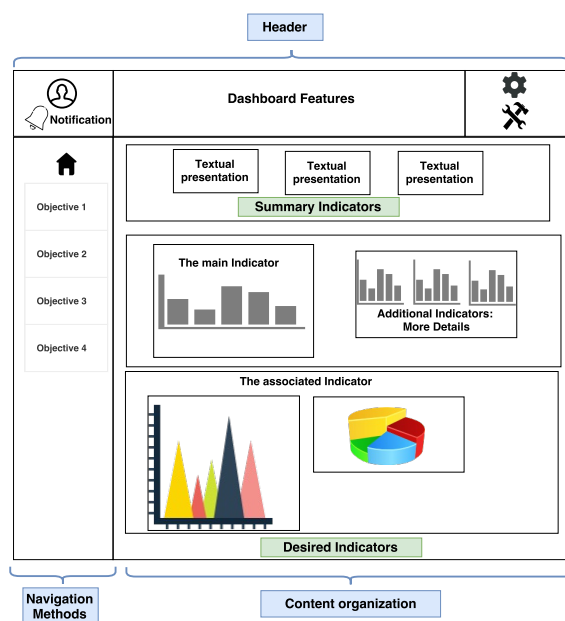 Header
Notification
Dashboard Features
Textual
presentation
Textual
presentation
Textual
presentation
Summary Indicators
Objective 1
Objective 2
Objective 3
Objective 4
The main Indicator
Additional Indicators:
More Details
The associated Indicator
Desired Indicators
Navigation
Methods
Content organization